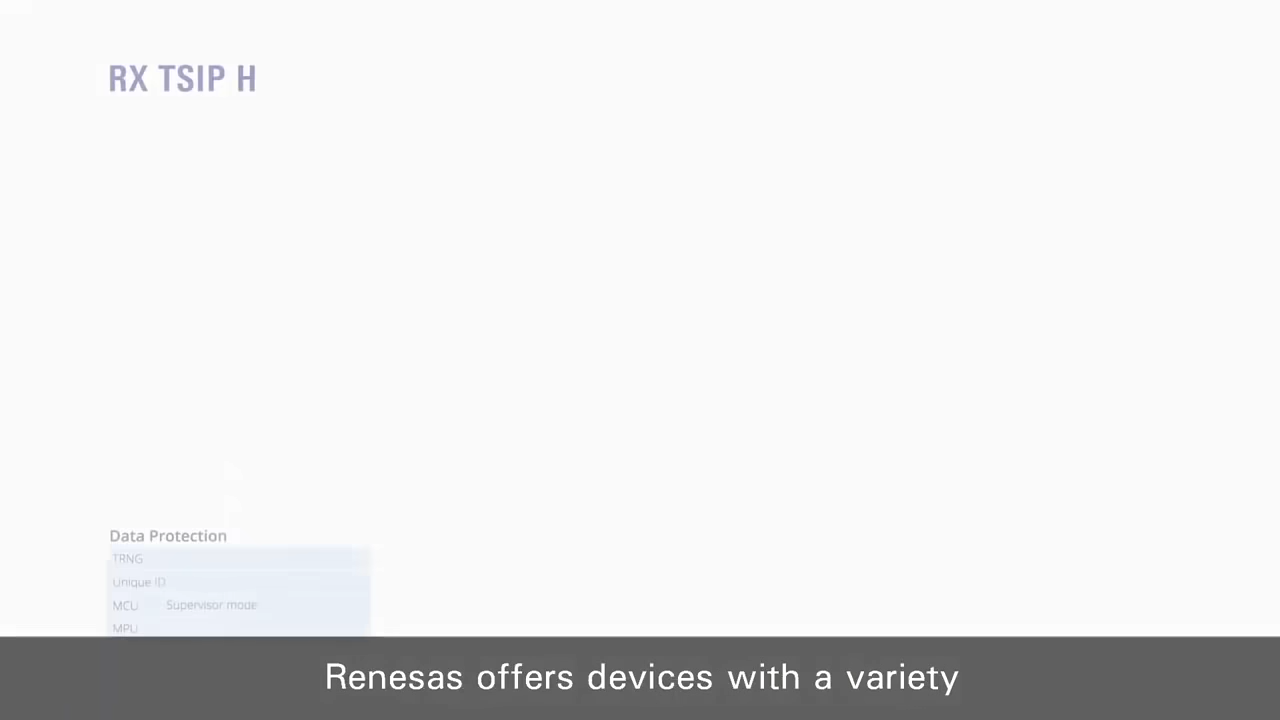 RX TSIP H
Data Protection
TRNG
Unique ID
MCU Supervisor mode
MPU
Renesas offers devices with a variety